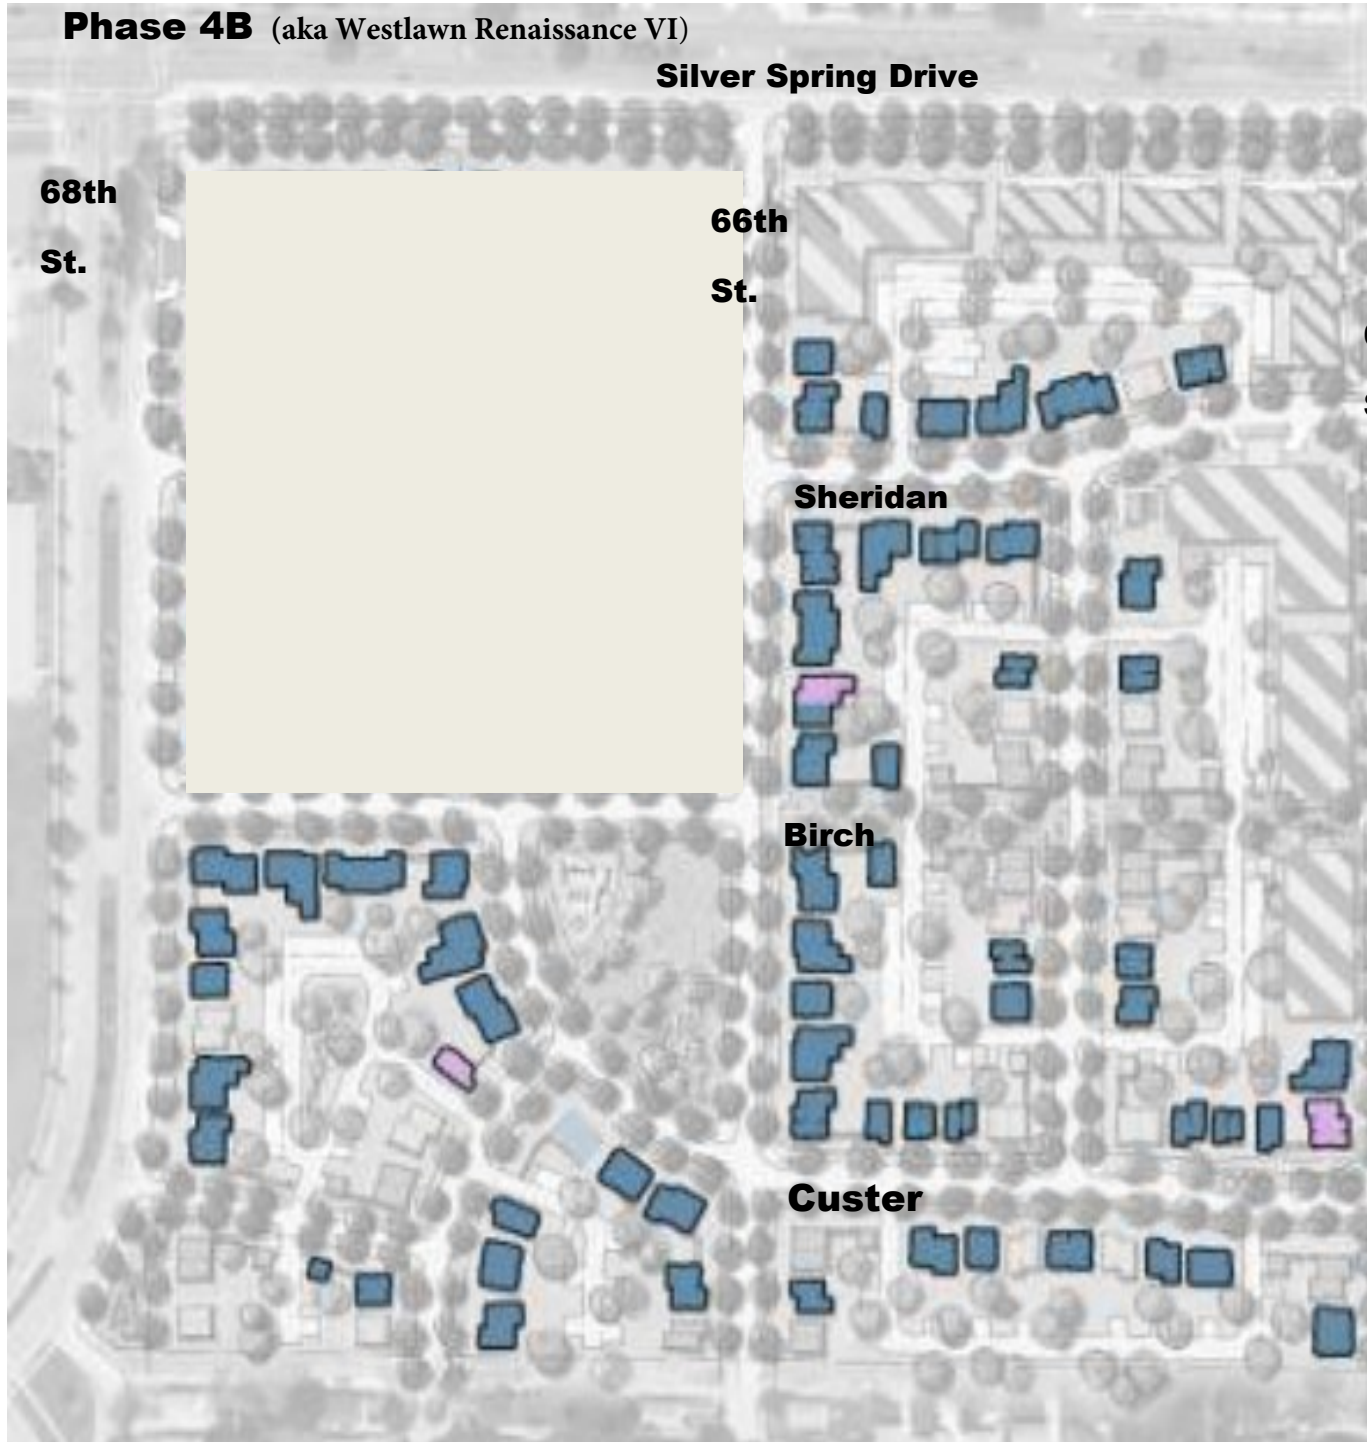 Phase 4B (aka Westlawn Renaissance VI)
Silver Spring Drive
68th
St.
66th
St.
Sheridan
Birch
Custer